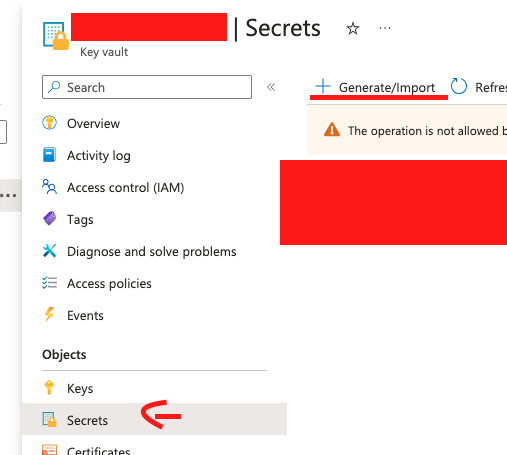 | Secrets
Key vault
Search
Generate/Import
Refres
The operation is not allowed b
Overview
Activity log
Access control (IAM)
Tags
Diagnose and solve problems
Access policies
Events
Objects
Keys
Secrets
Certificates